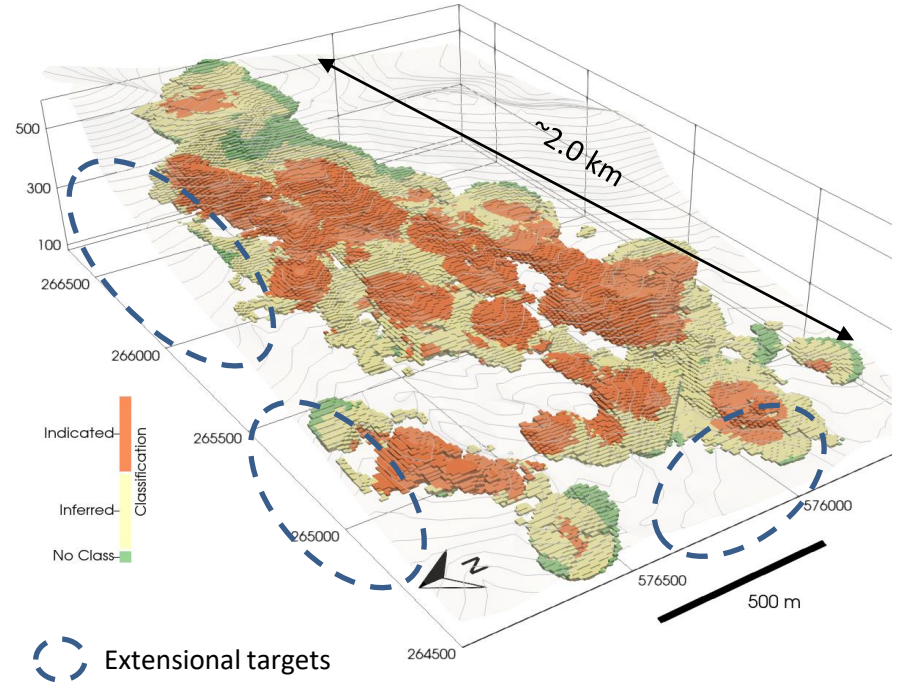 500
300
100
266500
266000
265500
265000
264500
~2.0 km
Indicated
Inferred
No Class
Classification
N
576000
576500
500 m
Extensional targets